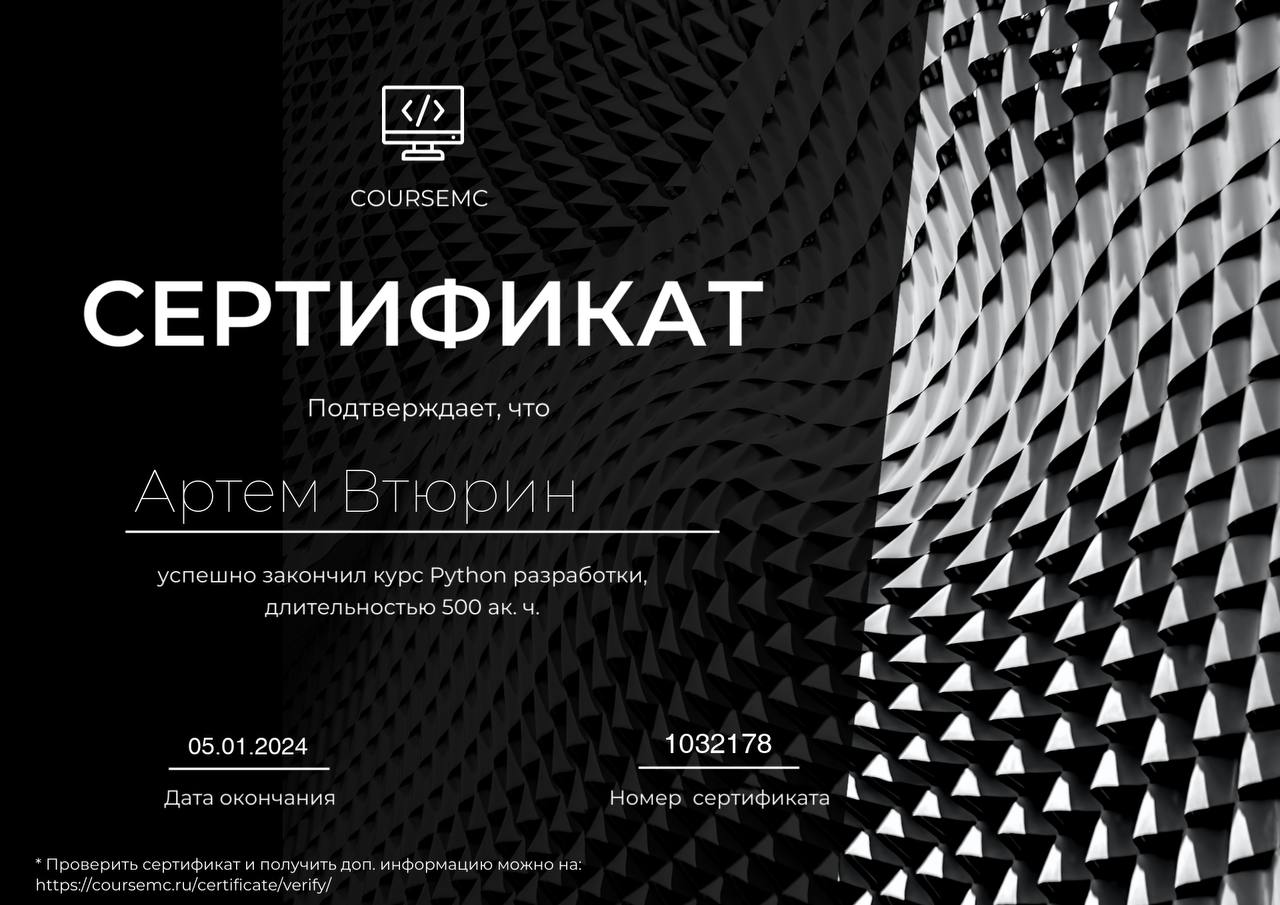 COURSEMC
СЕРТИФИКАТ
Подтверждает, что
Артем Втюрин
успешно закончил курс Python разработки,
длительностью 500 ак. ч.
05.01.2024
Дата окончания
1032178
Номер сертификата
* Проверить сертификат и получить доп. информацию можно на:
https://coursemc.ru/certificate/verify/